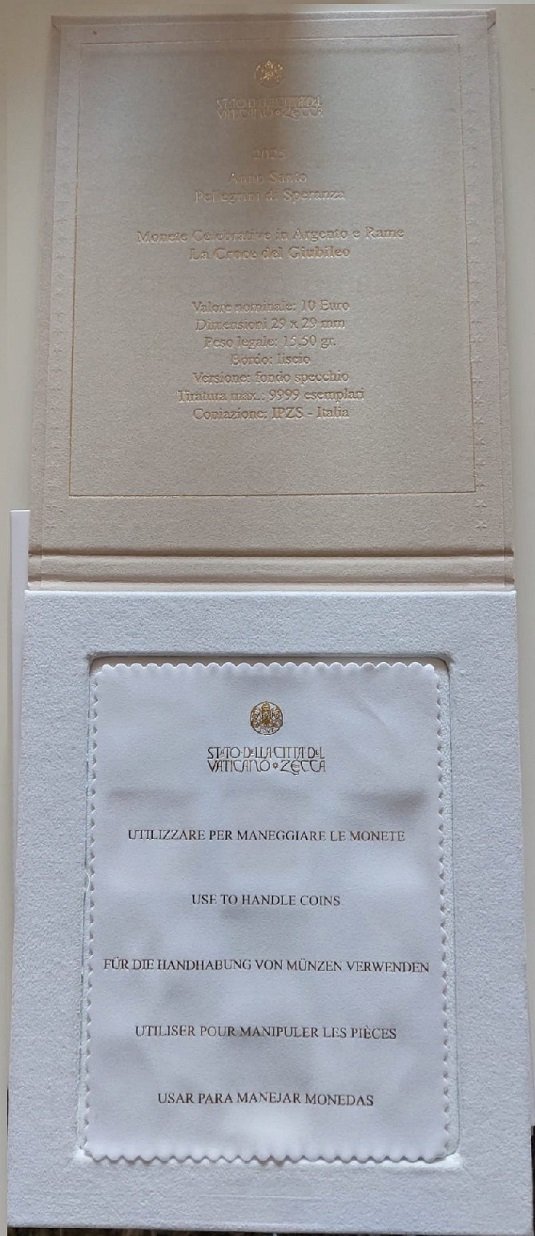 STATO DELLA CITTÀ DEL
VATICANO • ZECCA
2025
Anno Santo
Pellegrini di Speranza
Monete Celebrative in Argento e Rame
La Croce del Giubileo
Valore nominale: 10 Euro
Dimensioni 29 x 29 mm
Peso legale: 15,50 gr.
Bordo: liscio
Versione: fondo specchio
Tiratura max.: 9999 esemplari
Coniazione: IPZS - Italia
STATO DELLA CITTÀ DEL
VATICANO • ZECCA
UTILIZZARE PER MANEGGIARE LE MONETE
USE TO HANDLE COINS
FÜR DIE HANDHABUNG VON MÜNZEN VERWENDEN
UTILISER POUR MANIPULER LES PIÈCES
USAR PARA MANEJAR MONEDAS